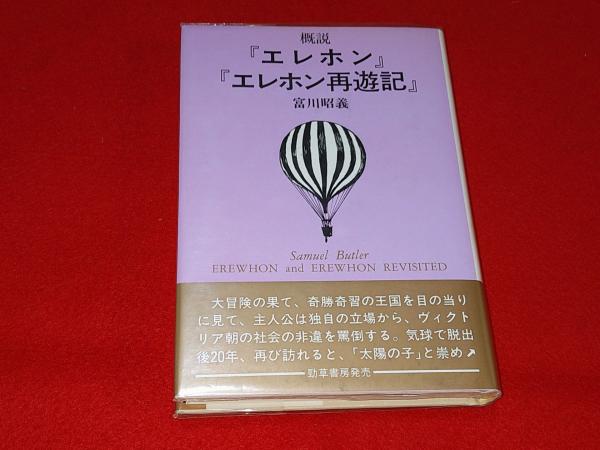 概説
『エレホン』
『エレホン再遊記』
富川昭義
Samuel Butler
EREWHON and EREWHON REVISITED
大冒険の果て、奇勝奇習の王国を目の当り
に見て、主人公は独自の立場から、ヴィクト
リア朝の社会の非違を罵倒する。気球で脱出
後20年、再び訪れると、「太陽の子」と崇め↗
勁草書房発売